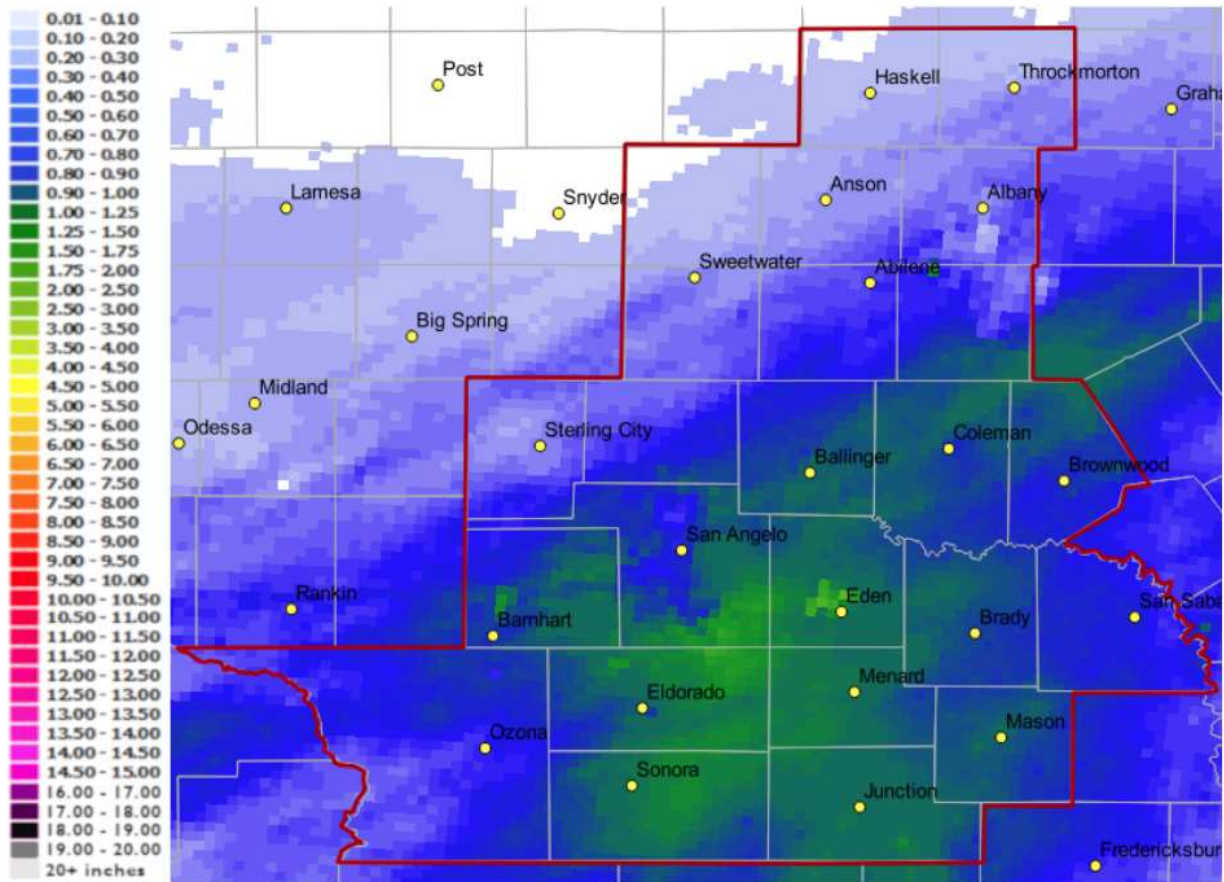 0.01 - 0.10
0.10 - 0.20
0.20 - 0.30
0.30 - 0.40
0.40 - 0.50
0.50 - 0.60
0.60 - 0.70
0.70 - 0.80
0.80 - 0.90
0.90 - 1.00
1.00 - 1.25
1.25 - 1.50
1.50 - 1.75
1.75 - 2.00
2.00 - 2.50
2.50 - 3.00
3.00 - 3.50
3.50 - 4.00
4.00 - 4.50
4.50 - 5.00
5.00 - 5.50
5.50 - 6.00
6.00 - 6.50
6.50 - 7.00
7.00 - 7.50
7.50 - 8.00
8.00 - 8.50
8.50 - 9.00
9.00 - 9.50
9.50 - 10.00
10.00 - 10.50
10.50 - 11.00
11.00 - 11.50
11.50 - 12.00
12.00 - 12.50
12.50 - 13.00
13.00 - 13.50
13.50 - 14.00
14.00 - 14.50
14.50 - 15.00
16.00 - 17.00
17.00 - 18.00
18.00 - 19.00
19.00 - 20.00
20+ inches
Post
Haskell
Throckmorton
Graha
Lamesa
Snyder
Anson
Albany
Sweetwater
Abilene
Big Spring
Midland
Odessa
Sterling City
Ballinger
Coleman
Brownwood
San Angelo
Rankin
Barnhart
Eden
Brady
San Saba
Eldorado
Menard
Ozona
Mason
Sonora
Junction
Fredericksbur